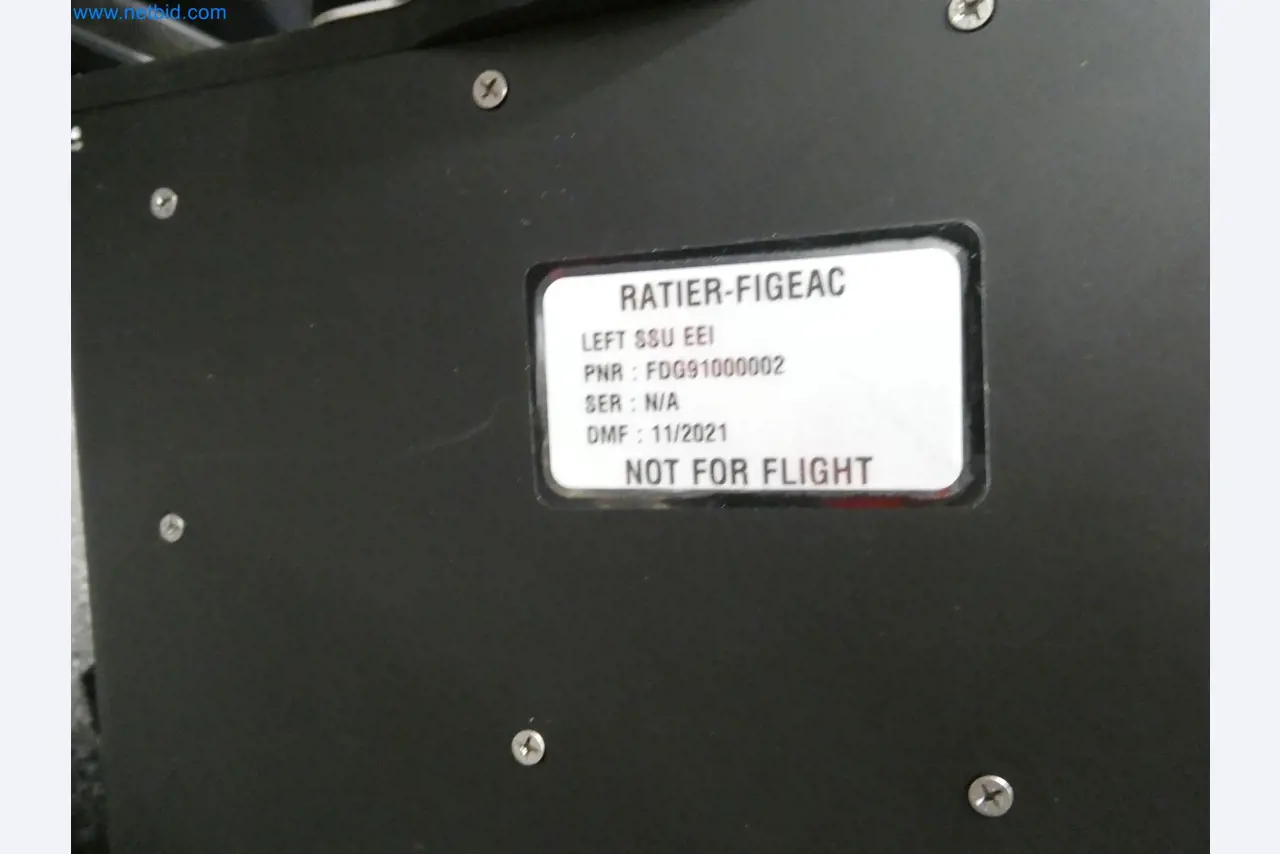 www.netbid.com
RATIER-FIGEAC
LEFT SSU EEI
PNR : FDG91000002
SER : N/A
DMF : 11/2021
NOT FOR FLIGHT